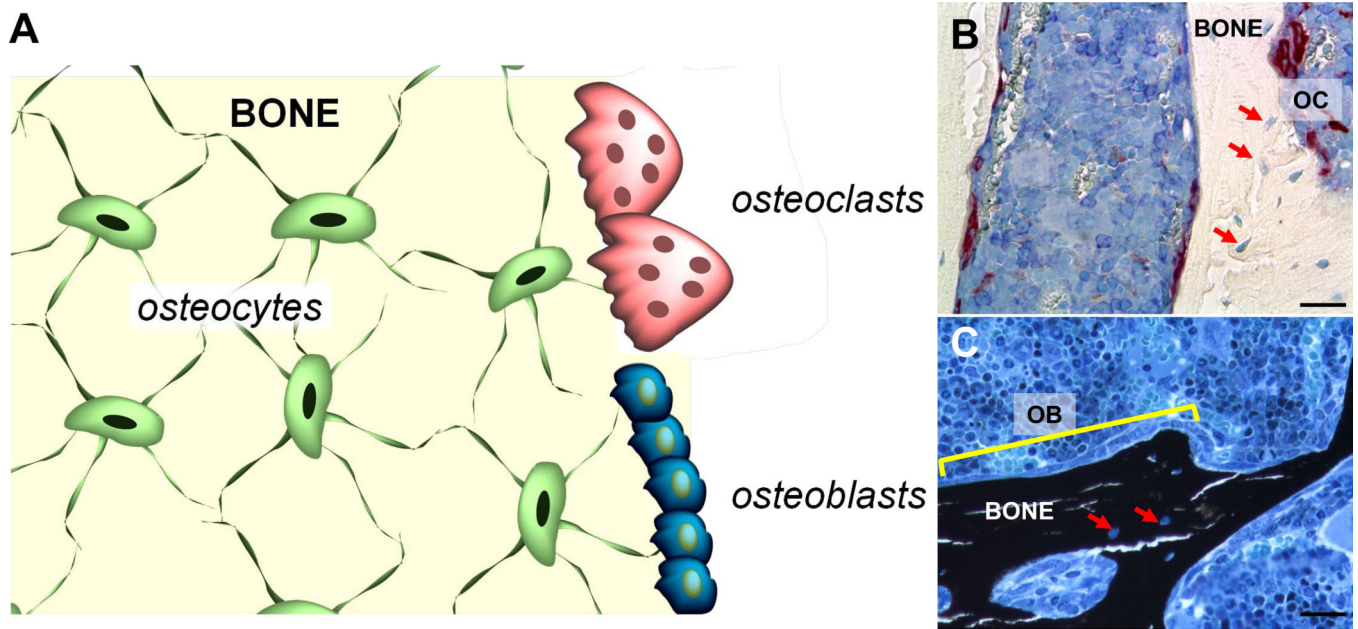 A
BONE
osteocytes
osteoclasts
osteoblasts
B
BONE
OC
C
OB
BONE